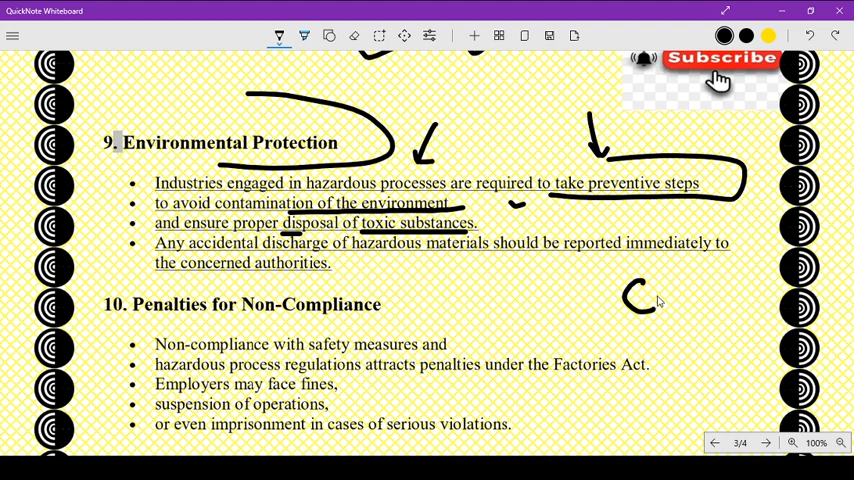 QuickNote Whiteboard
Subscribe
9. Environmental Protection
• Industries engaged in hazardous processes are required to take preventive steps
• to avoid contamination of the environment
• and ensure proper disposal of toxic substances.
• Any accidental discharge of hazardous materials should be reported immediately to
the concerned authorities.
C
10. Penalties for Non-Compliance
• Non-compliance with safety measures and
• hazardous process regulations attracts penalties under the Factories Act.
• Employers may face fines,
• suspension of operations,
• or even imprisonment in cases of serious violations.
3/4
100%